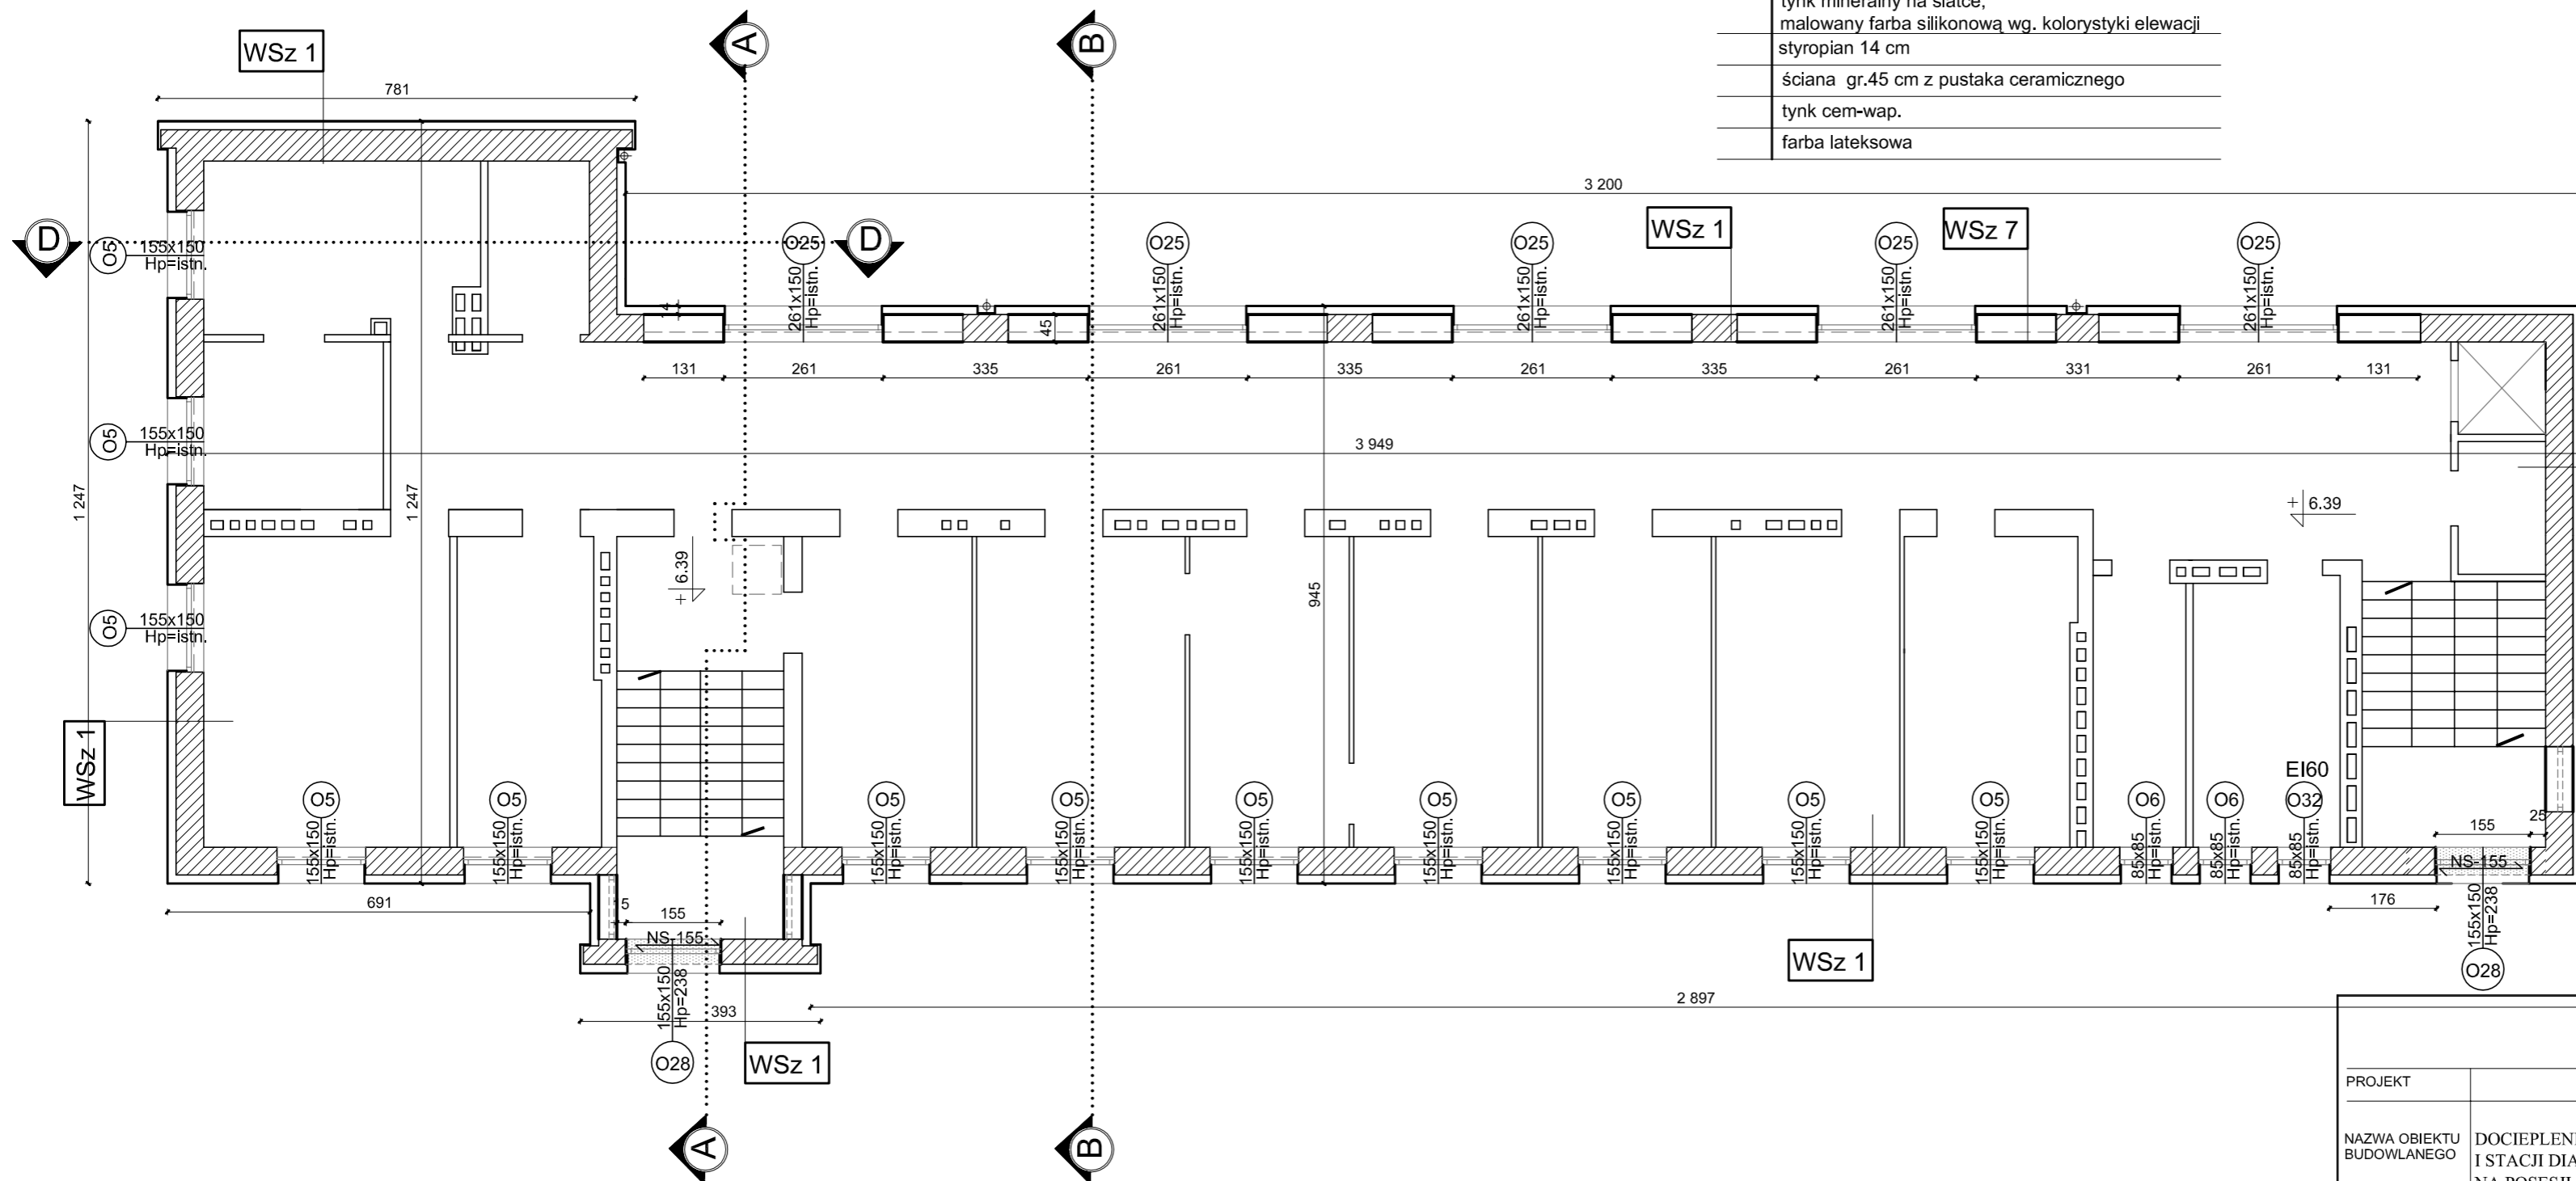 tynk mineralny na siatce,
malowany farba silikonową wg. kolorystyki elewacji
styropian 14 cm
ściana gr.45 cm z pustaka ceramicznego
tynk cem-wap.
farba lateksowa
WSz 1
A
B
781
3 200
D
D
O5
155x150
Hp=istn.
O25
261x150
Hp=istn.
O25
261x150
Hp=istn.
O25
261x150
Hp=istn.
WSz 1
O25
261x150
Hp=istn.
WSz 7
O25
261x150
Hp=istn.
14
45
131
261
335
261
335
261
335
261
331
261
131
O5
155x150
Hp=istn.
3 949
1 247
1 247
945
+ 6.39
+ 6.39
O5
155x150
Hp=istn.
WSz 1
O5
155x150
Hp=istn.
O5
155x150
Hp=istn.
O5
155x150
Hp=istn.
O5
155x150
Hp=istn.
O5
155x150
Hp=istn.
O5
155x150
Hp=istn.
O5
155x150
Hp=istn.
O5
155x150
Hp=istn.
O5
155x150
Hp=istn.
O6
85x85
Hp=istn.
O6
85x85
Hp=istn.
EI60
O32
85x85
Hp=istn.
155
25
NS-155
155x150
Hp=238
O28
176
691
5
155
NS-155
155x150
Hp=238
O28
393
WSz 1
WSz 1
2 897
A
B
PROJEKT
NAZWA OBIEKTU
BUDOWLANEGO
DOCIEPLENI
I STACJI DIA
NA POSESJI